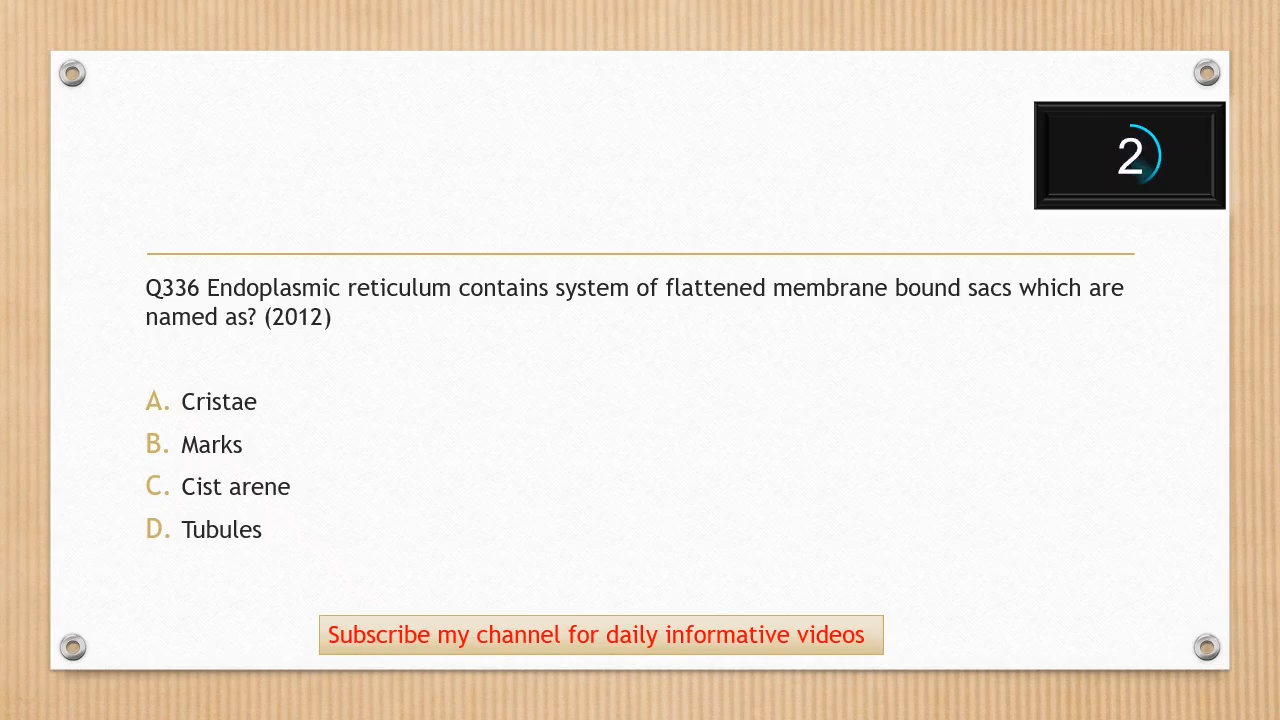 2
Q336 Endoplasmic reticulum contains system of flattened membrane bound sacs which are
named as? (2012)
A. Cristae
B. Marks
C. Cist arene
D. Tubules
Subscribe my channel for daily informative videos